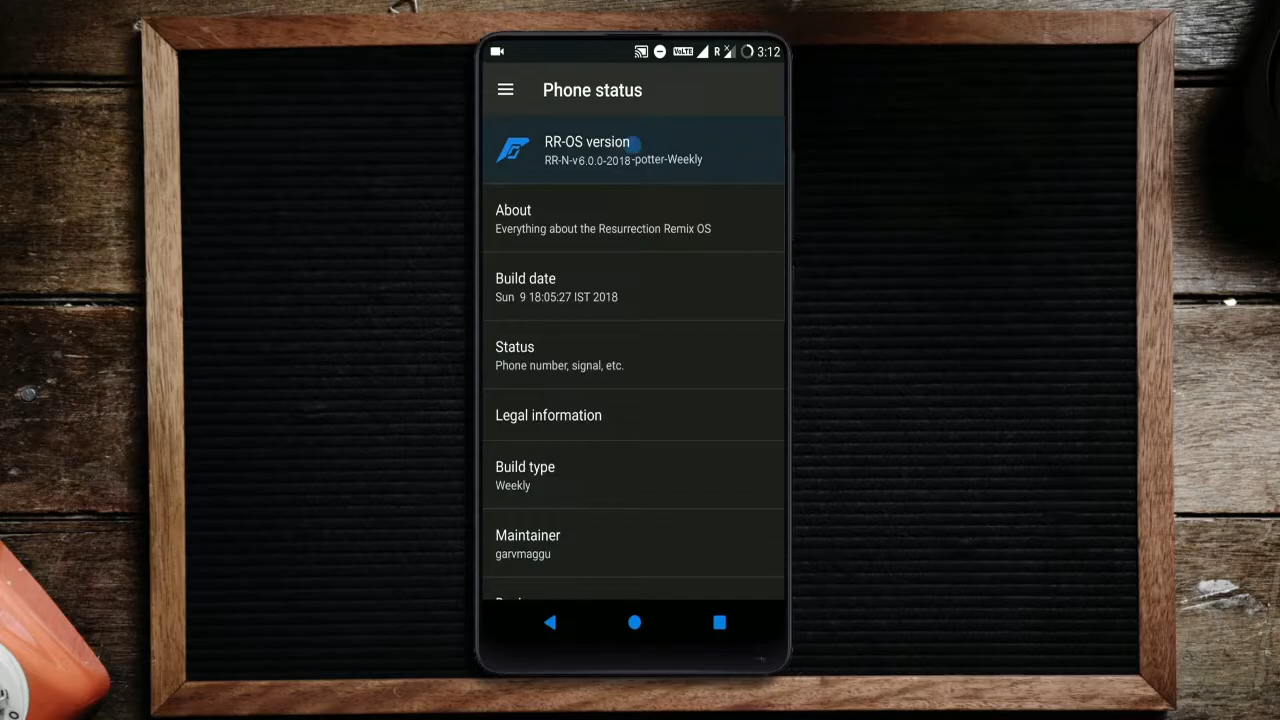 VoLTE R 3:12
Phone status
RR-OS version
RR-N-v6.0.0-2018-potter-Weekly
About
Everything about the Resurrection Remix OS
Build date
Sun 9 18:05:27 IST 2018
Status
Phone number, signal, etc.
Legal information
Build type
Weekly
Maintainer
garvmaggu